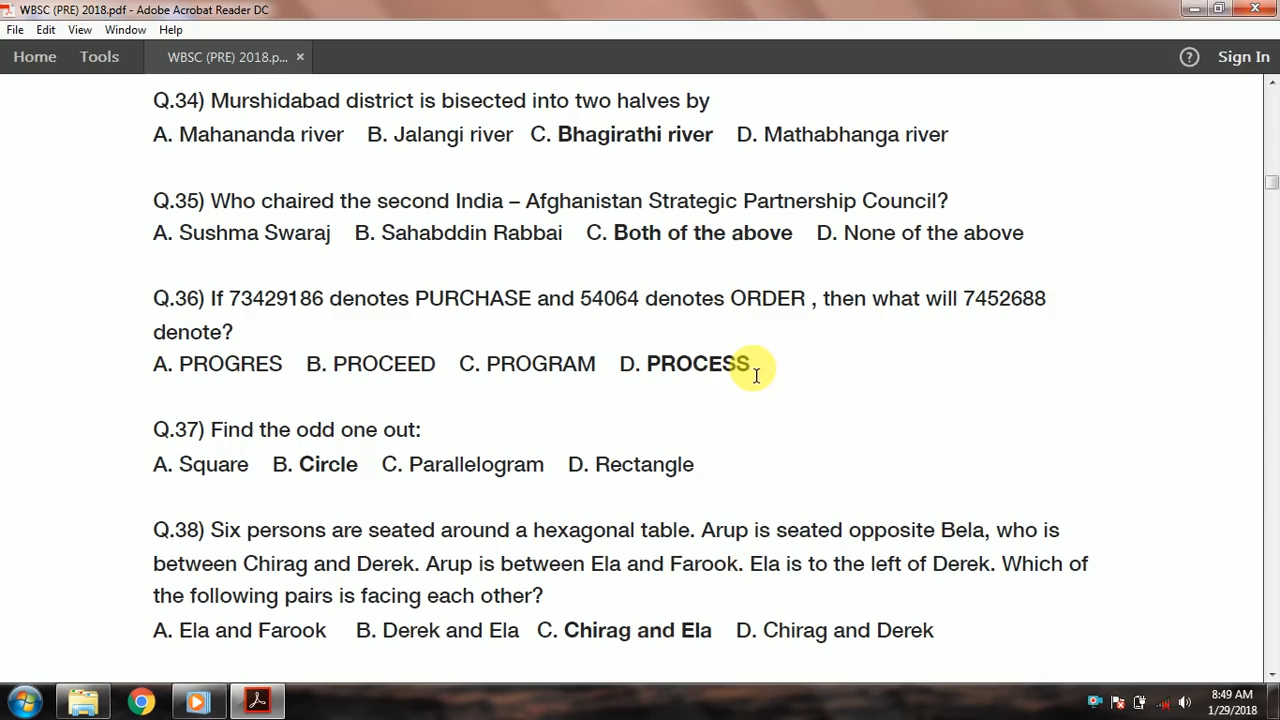 WBSC (PRE) 2018.pdf - Adobe Acrobat Reader DC
File Edit View Window Help
Home Tools WBSC (PRE) 2018.p... × ? Sign In
Q.34) Murshidabad district is bisected into two halves by
A. Mahananda river B. Jalangi river C. Bhagirathi river D. Mathabhanga river
Q.35) Who chaired the second India – Afghanistan Strategic Partnership Council?
A. Sushma Swaraj B. Sahabddin Rabbai C. Both of the above D. None of the above
Q.36) If 73429186 denotes PURCHASE and 54064 denotes ORDER , then what will 7452688
denote?
A. PROGRES B. PROCEED C. PROGRAM D. PROCESS
Q.37) Find the odd one out:
A. Square B. Circle C. Parallelogram D. Rectangle
Q.38) Six persons are seated around a hexagonal table. Arup is seated opposite Bela, who is
between Chirag and Derek. Arup is between Ela and Farook. Ela is to the left of Derek. Which of
the following pairs is facing each other?
A. Ela and Farook B. Derek and Ela C. Chirag and Ela D. Chirag and Derek
8:49 AM
1/29/2018